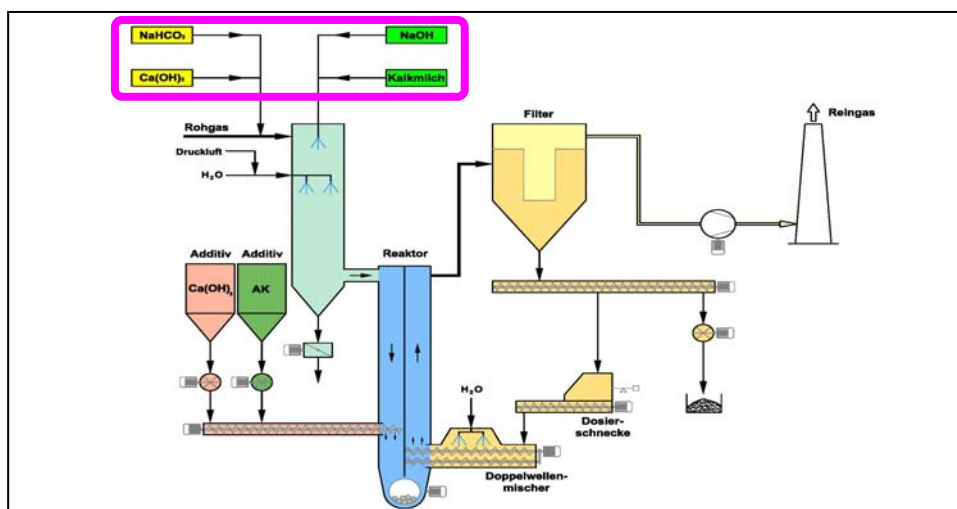 NaHCO₃
NaOH
Ca(OH)₂
Kalkmilch
Rohgas
Druckluft
H₂O
Filter
Reingas
Additiv
Additiv
Reaktor
Ca(OH)₂
AK
H₂O
Dosier-
schnecke
Doppelwellen-
mischer